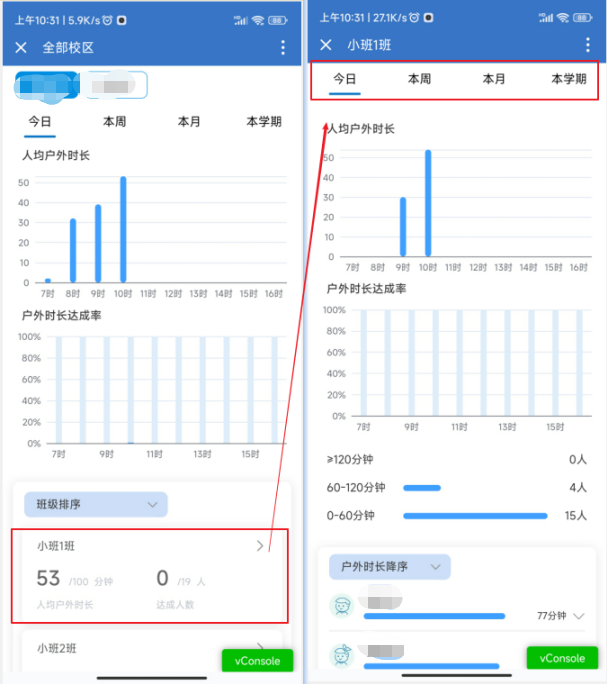 上午10:31 | 5.9K/s
全部校区
今日 本周 本月 本学期
人均户外时长
50
40
30
20
10
0
7时 8时 9时 10时 11时 12时 13时 14时 15时 16时
户外时长达成率
100%
80%
60%
40%
20%
0%
7时 9时 11时 13时 15时
班级排序
小班1班
53 /100 分钟 0 /19 人
人均户外时长 达成人数
小班2班
vConsole
上午10:31 | 27.1K/s
小班1班
今日 本周 本月 本学期
人均户外时长
50
40
30
20
10
0
7时 8时 9时 10时 11时 12时 13时 14时 15时 16时
户外时长达成率
100%
80%
60%
40%
20%
0%
7时 9时 11时 13时 15时
≥120分钟 0人
60-120分钟 4人
0-60分钟 15人
户外时长降序
77分钟
vConsole